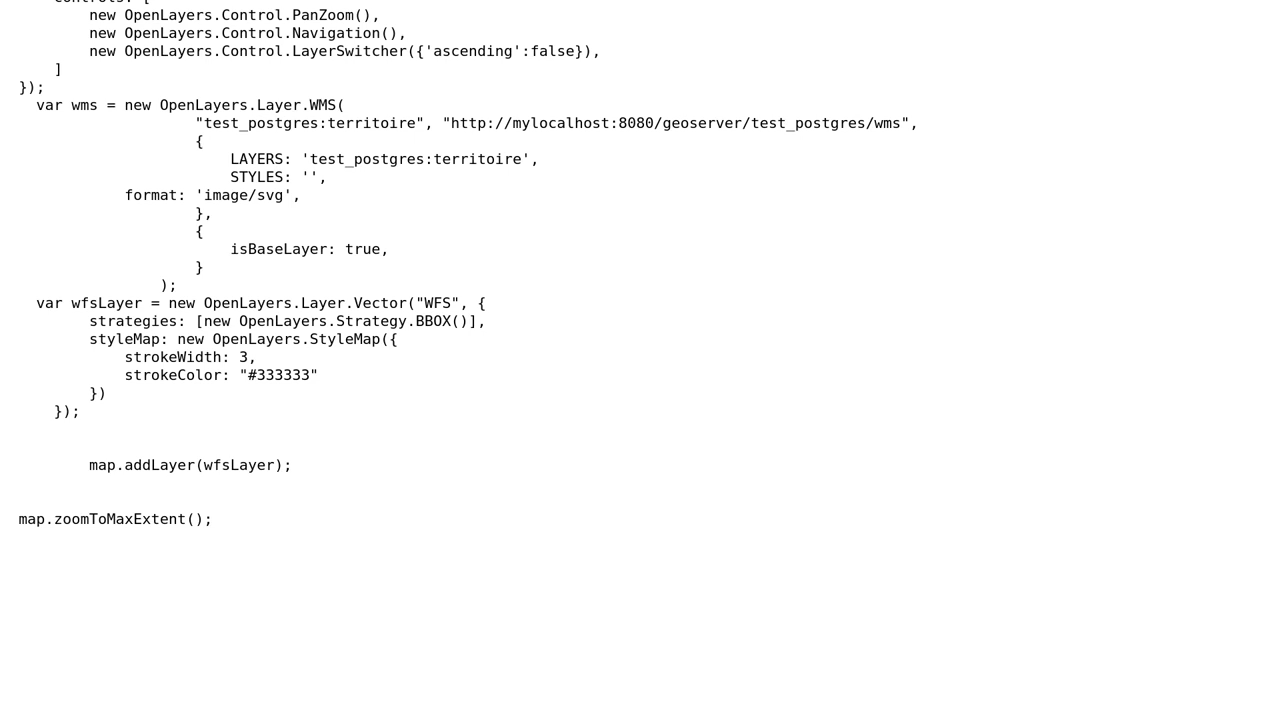 controls: [
        new OpenLayers.Control.PanZoom(),
        new OpenLayers.Control.Navigation(),
        new OpenLayers.Control.LayerSwitcher({'ascending':false}),
    ]
});
  var wms = new OpenLayers.Layer.WMS(
                    "test_postgres:territoire", "http://mylocalhost:8080/geoserver/test_postgres/wms",
                    {
                        LAYERS: 'test_postgres:territoire',
                        STYLES: '',
            format: 'image/svg',
                    },
                    {
                        isBaseLayer: true,
                    }
                );
  var wfsLayer = new OpenLayers.Layer.Vector("WFS", {
        strategies: [new OpenLayers.Strategy.BBOX()],
        styleMap: new OpenLayers.StyleMap({
            strokeWidth: 3,
            strokeColor: "#333333"
        })
    });
        map.addLayer(wfsLayer);
map.zoomToMaxExtent();